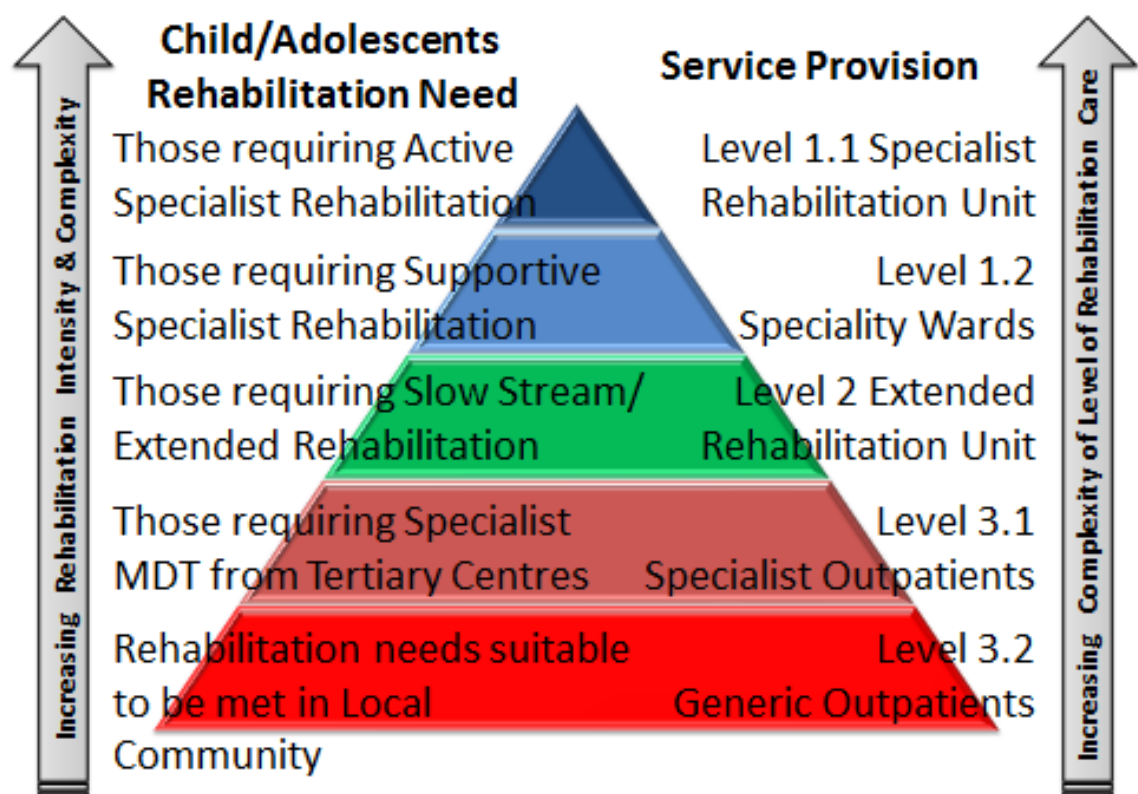 Increasing Rehabilitation Intensity & Complexity
Child/Adolescents
Rehabilitation Need
Service Provision
Those requiring Active
Specialist Rehabilitation
Level 1.1 Specialist
Rehabilitation Unit
Those requiring Supportive
Specialist Rehabilitation
Level 1.2
Speciality Wards
Those requiring Slow Stream/
Extended Rehabilitation
Level 2 Extended
Rehabilitation Unit
Those requiring Specialist
MDT from Tertiary Centres
Level 3.1
Specialist Outpatients
Rehabilitation needs suitable
to be met in Local
Community
Level 3.2
Generic Outpatients
Increasing Complexity of Level of Rehabilitation Care